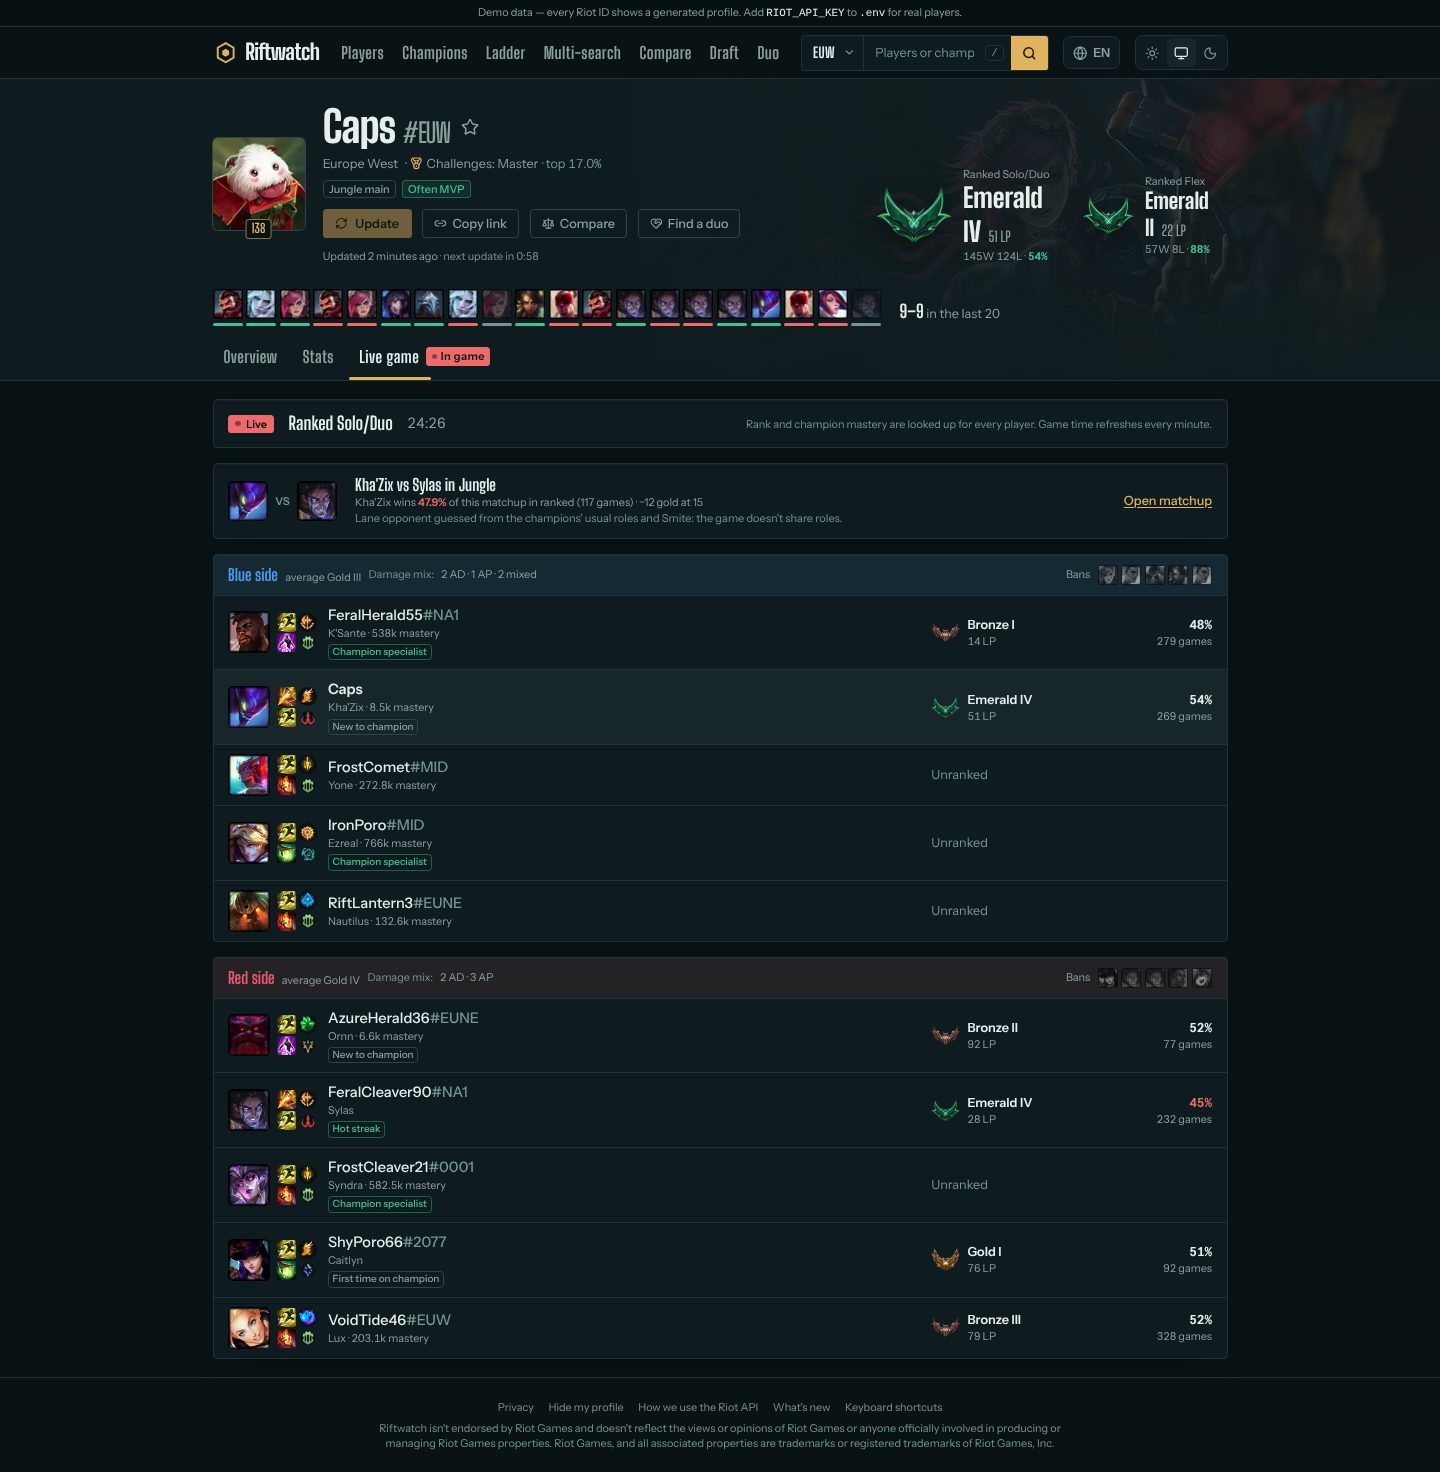 Demo data — every Riot ID shows a generated profile. Add RIOT_API_KEY to .env for real players.
Riftwatch Players Champions Ladder Multi-search Compare Draft Duo EUW Players or champ / EN
Caps #EUW
Europe West · Challenges: Master · top 17.0%
Jungle main Often MVP
Update Copy link Compare Find a duo
Updated 2 minutes ago · next update in 0:58
138
Ranked Solo/Duo
Emerald
IV 51 LP
145W 124L · 54%
Ranked Flex
Emerald
II 22 LP
57W 8L · 88%
9–9 in the last 20
Overview Stats Live game In game
Live Ranked Solo/Duo 24:26 Rank and champion mastery are looked up for every player. Game time refreshes every minute.
VS
Kha'Zix vs Sylas in Jungle
Kha'Zix wins 47.9% of this matchup in ranked (117 games) · −12 gold at 15
Lane opponent guessed from the champions' usual roles and Smite: the game doesn't share roles.
Open matchup
Blue side average Gold III Damage mix: 2 AD · 1 AP · 2 mixed Bans
FeralHerald55#NA1
K'Sante · 538k mastery
Champion specialist
Bronze I
14 LP
48%
279 games
Caps
Kha'Zix · 8.5k mastery
New to champion
Emerald IV
51 LP
54%
269 games
FrostComet#MID
Yone · 272.8k mastery
Unranked
IronPoro#MID
Ezreal · 766k mastery
Champion specialist
Unranked
RiftLantern3#EUNE
Nautilus · 132.6k mastery
Unranked
Red side average Gold IV Damage mix: 2 AD · 3 AP Bans
AzureHerald36#EUNE
Ornn · 6.6k mastery
New to champion
Bronze II
92 LP
52%
77 games
FeralCleaver90#NA1
Sylas
Hot streak
Emerald IV
28 LP
45%
232 games
FrostCleaver21#0001
Syndra · 582.5k mastery
Champion specialist
Unranked
ShyPoro66#2077
Caitlyn
First time on champion
Gold I
76 LP
51%
92 games
VoidTide46#EUW
Lux · 203.1k mastery
Bronze III
79 LP
52%
328 games
Privacy Hide my profile How we use the Riot API What's new Keyboard shortcuts
Riftwatch isn't endorsed by Riot Games and doesn't reflect the views or opinions of Riot Games or anyone officially involved in producing or
managing Riot Games properties. Riot Games, and all associated properties are trademarks or registered trademarks of Riot Games, Inc.